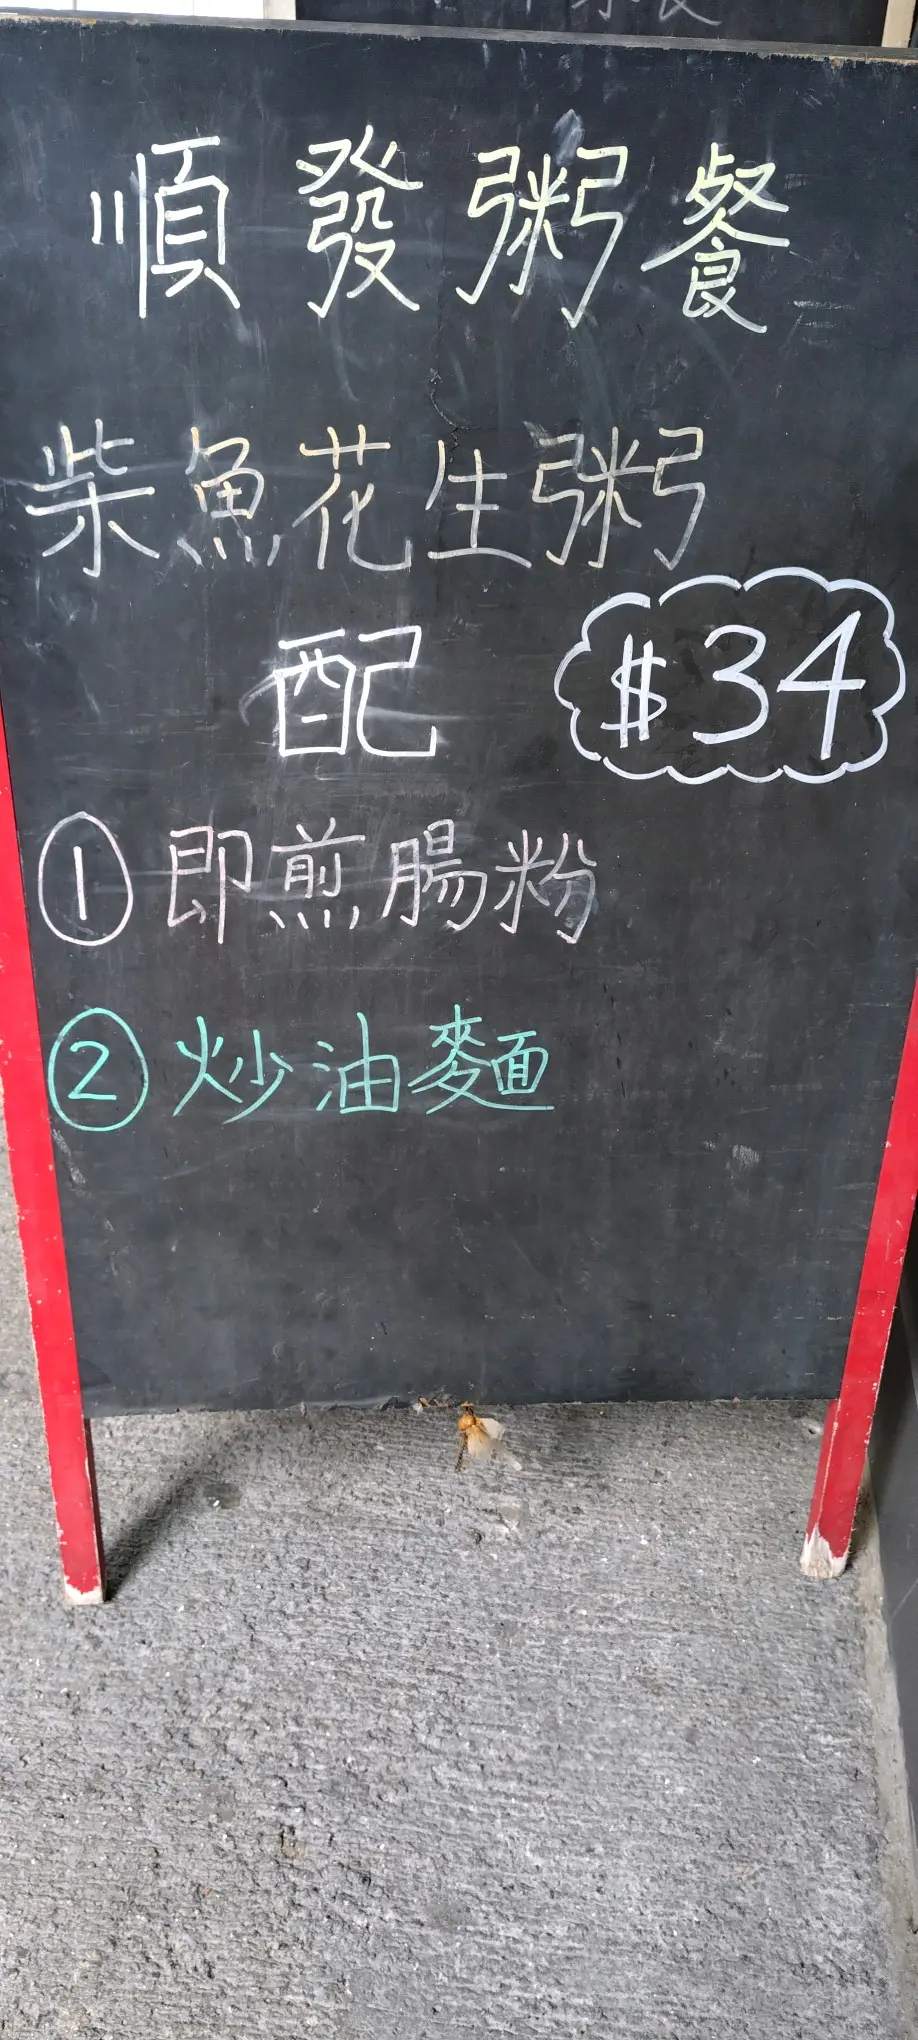 順發粥餐
柴魚花生粥
配 $34
① 即煎腸粉
② 炒油麵